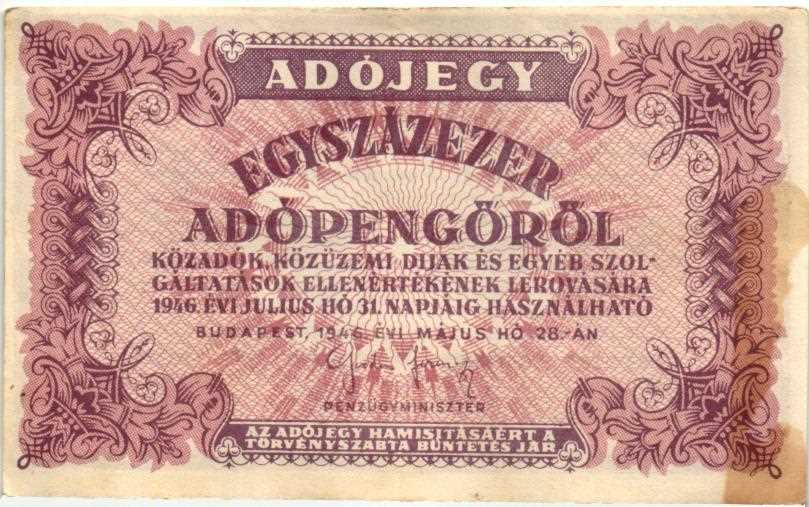 ADÓJEGY
EGYSZÁZEZER
ADÓPENGŐRŐL
KÖZADÓK, KÖZÜZEMI DIJAK ÉS EGYÉB SZOL-
GÁLTATÁSOK ELLENÉRTÉKÉNEK LEROVÁSÁRA
1946. ÉVI JULIUS HÓ 31. NAPJÁIG HASZNÁLHATÓ
BUDAPEST, 1946. ÉVI MÁJUS HÓ 28.-ÁN
PÉNZÜGYMINISZTER
AZ ADÓJEGY HAMISITÁSÁÉRT A
TÖRVÉNYSZABTA BÜNTETÉS JÁR